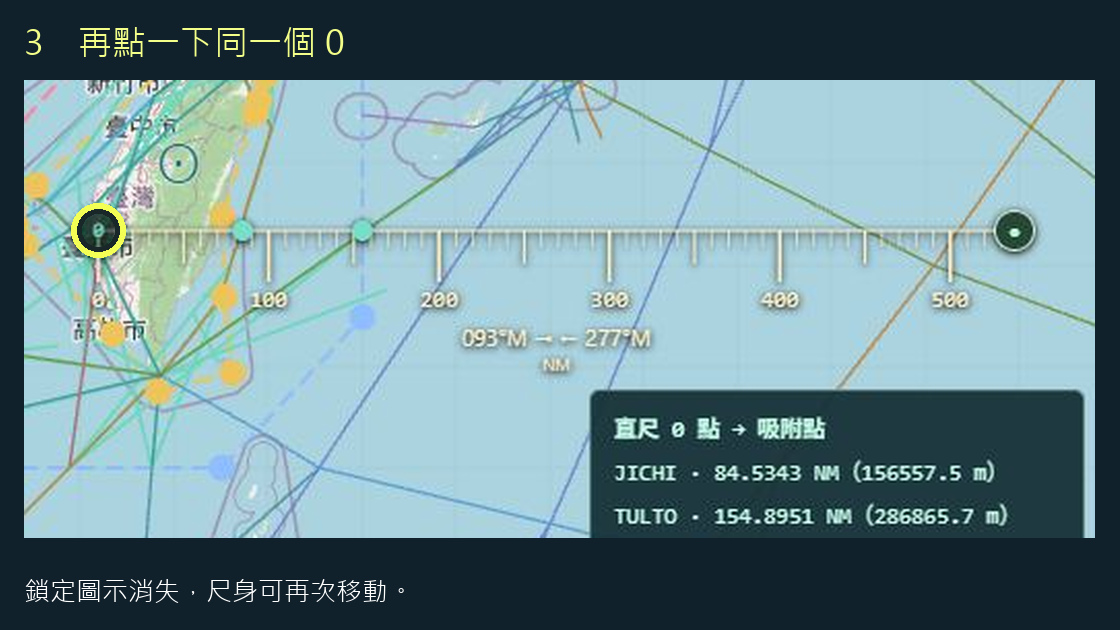 3 再點一下同一個 0
新竹市
臺中市
臺灣
0
0
100
200
300
400
500
093°M → ← 277°M
NM
直尺 0 點 → 吸附點
JICHI · 84.5343 NM (156557.5 m)
TULTO · 154.8951 NM (286865.7 m)
鎖定圖示消失，尺身可再次移動。